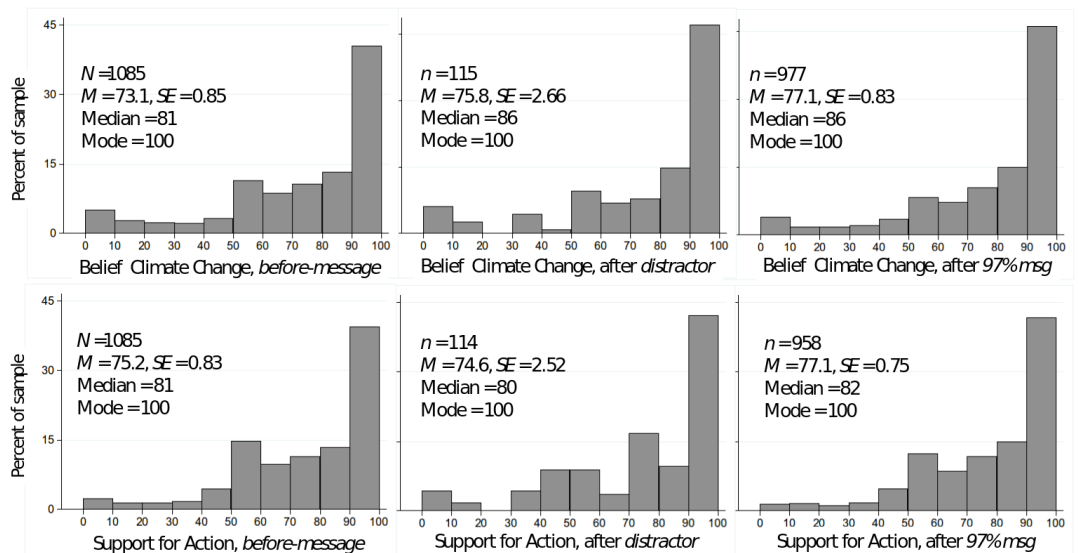 45
30
15
0
Percent of sample
N=1085
M=73.1, SE=0.85
Median=81
Mode=100
0 10 20 30 40 50 60 70 80 90 100
Belief Climate Change, before-message
n=115
M=75.8, SE=2.66
Median=86
Mode=100
0 10 20 30 40 50 60 70 80 90 100
Belief Climate Change, after distractor
n=977
M=77.1, SE=0.83
Median=86
Mode=100
0 10 20 30 40 50 60 70 80 90 100
Belief Climate Change, after 97% msg
45
30
15
0
Percent of sample
N=1085
M=75.2, SE=0.83
Median=81
Mode=100
0 10 20 30 40 50 60 70 80 90 100
Support for Action, before-message
n=114
M=74.6, SE=2.52
Median=80
Mode=100
0 10 20 30 40 50 60 70 80 90 100
Support for Action, after distractor
n=958
M=77.1, SE=0.75
Median=82
Mode=100
0 10 20 30 40 50 60 70 80 90 100
Support for Action, after 97% msg